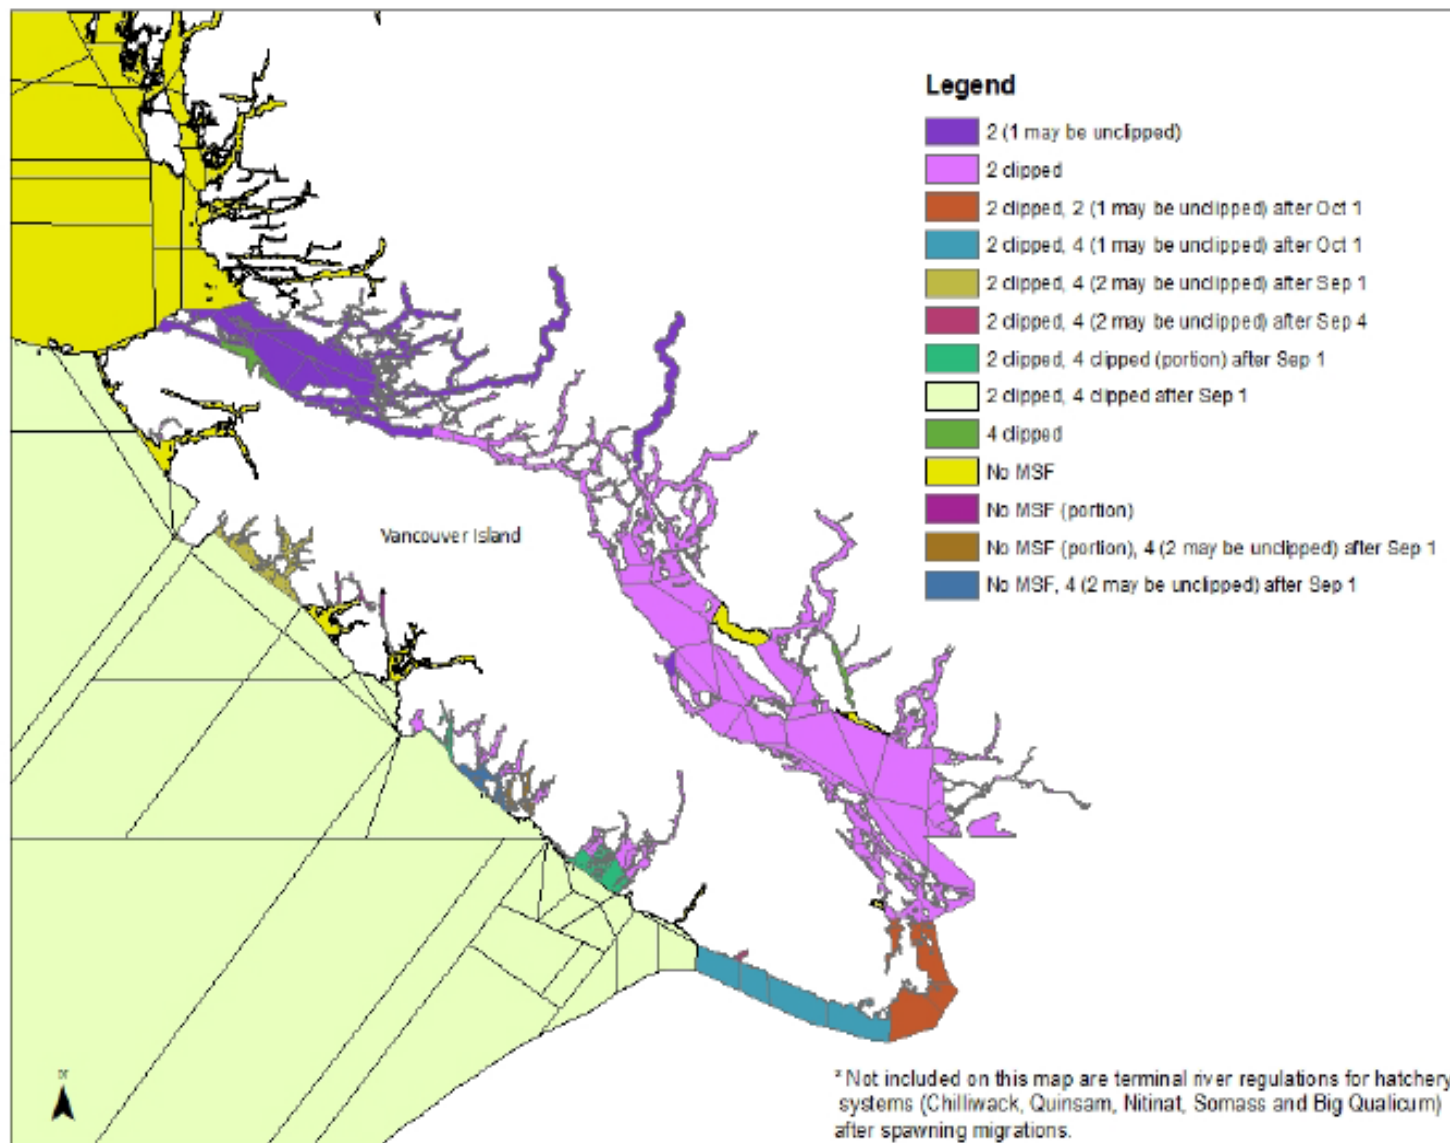 Legend
2 (1 may be unclipped)
2 clipped
2 clipped, 2 (1 may be unclipped) after Oct 1
2 clipped, 4 (1 may be unclipped) after Oct 1
2 clipped, 4 (2 may be unclipped) after Sep 1
2 clipped, 4 (2 may be unclipped) after Sep 4
2 clipped, 4 clipped (portion) after Sep 1
2 clipped, 4 clipped after Sep 1
4 clipped
No MSF
No MSF (portion)
No MSF (portion), 4 (2 may be unclipped) after Sep 1
No MSF, 4 (2 may be unclipped) after Sep 1
Vancouver Island
* Not included on this map are terminal river regulations for hatchery
systems (Chilliwack, Quinsam, Nitinat, Somass and Big Qualicum)
after spawning migrations.